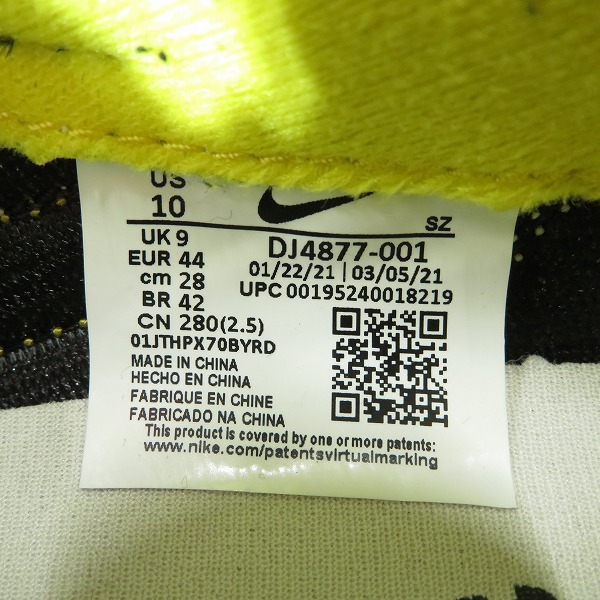 US
10
SZ
UK 9
EUR 44
cm 28
BR 42
CN 280(2.5)
01JTHPX70BYRD
DJ4877-001
01/22/21 | 03/05/21
UPC 00195240018219
MADE IN CHINA
HECHO EN CHINA
FABRIQUE EN CHINE
FABRICADO NA CHINA
This product is covered by one or more patents:
www.nike.com/patentsvirtualmarking